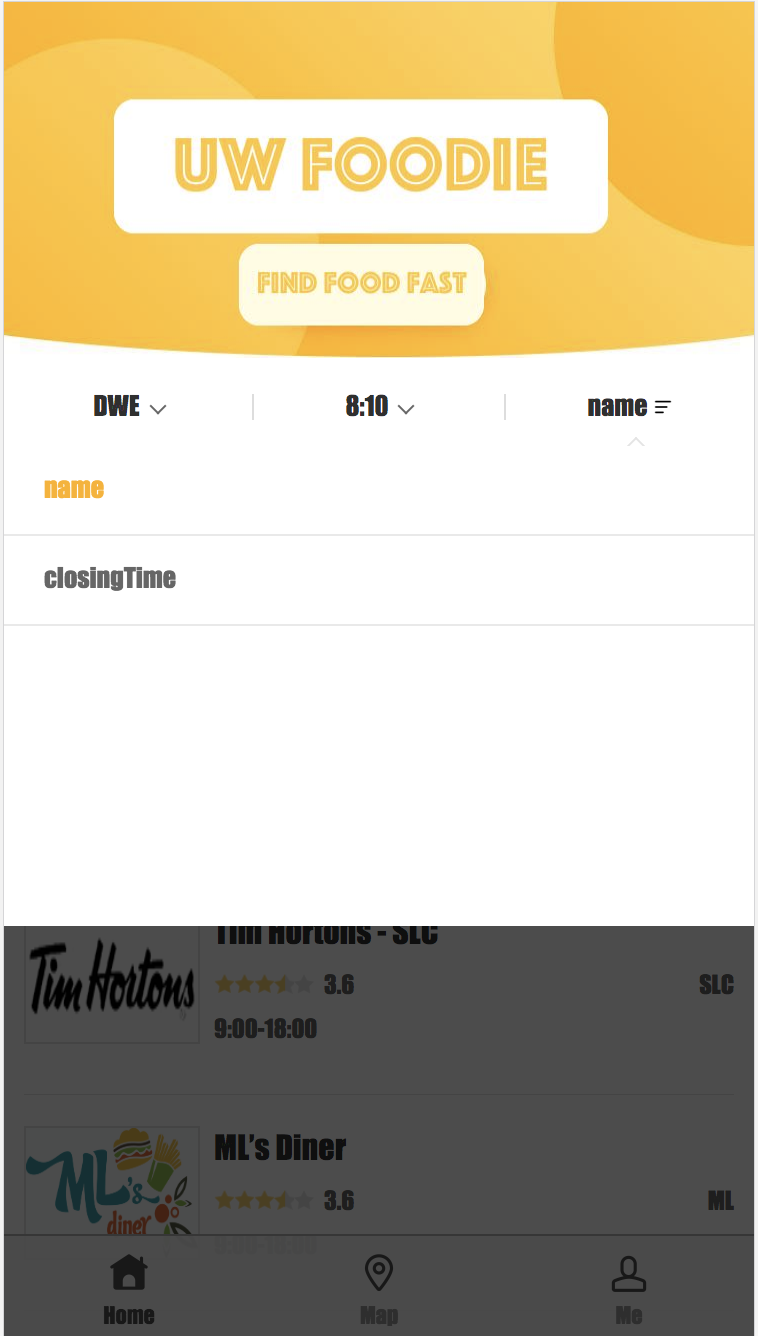 UW FOODIE
FIND FOOD FAST
DWE 8:10 name
name
closingTime
Tim Hortons - SLC
Tim Hortons
3.6 SLC
9:00-18:00
ML's Diner
ML's
diner
3.6 ML
Home Map Me